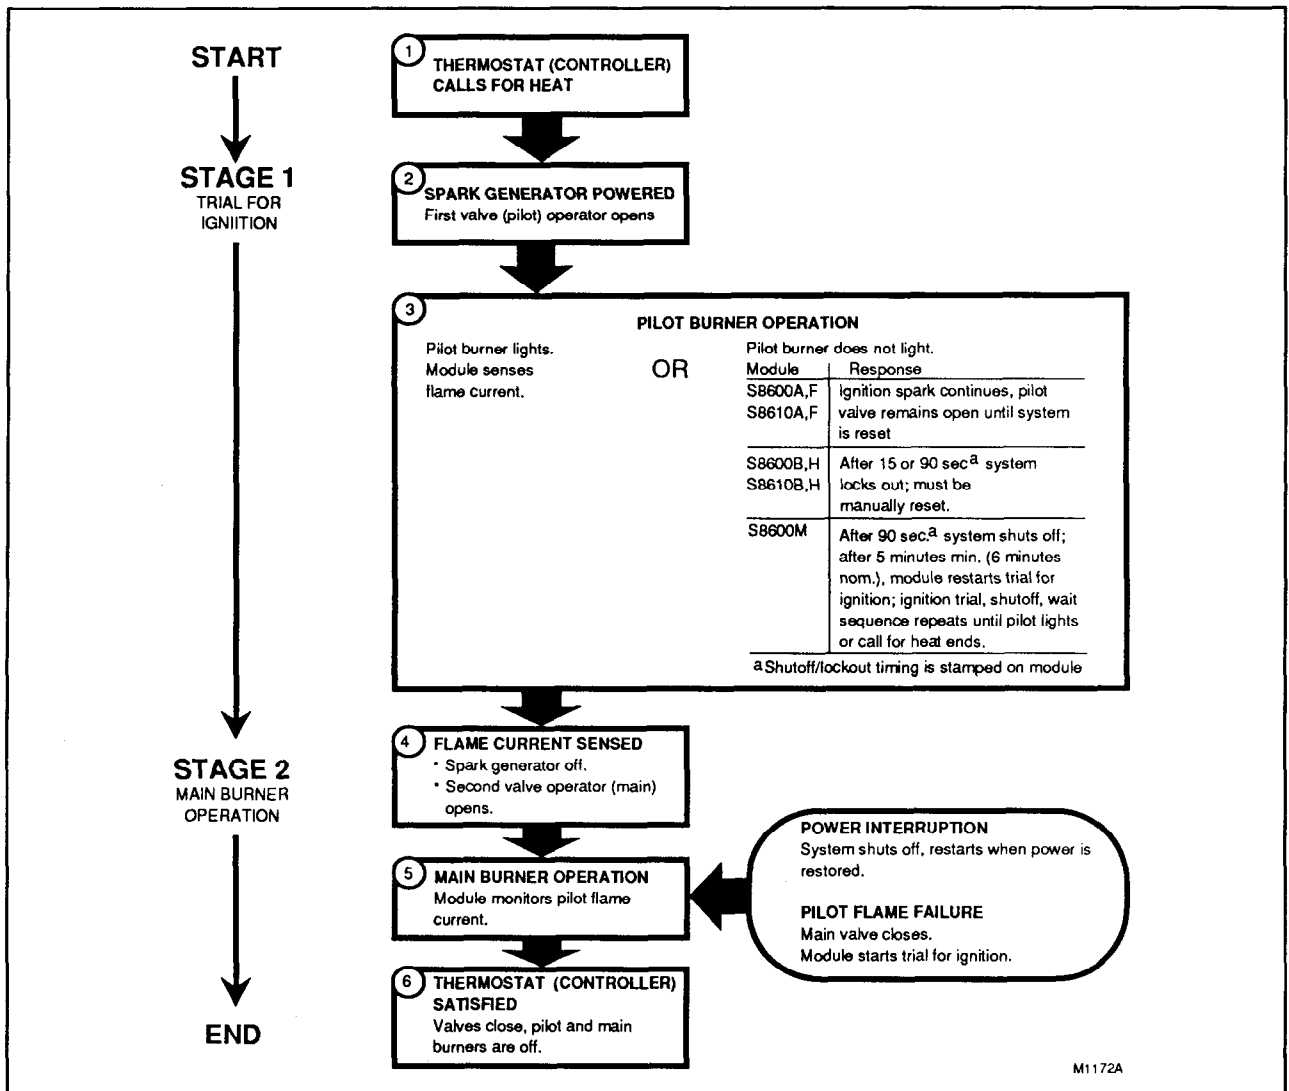 START
STAGE 1
TRIAL FOR
IGNIITION
STAGE 2
MAIN BURNER
OPERATION
END
1
THERMOSTAT (CONTROLLER)
CALLS FOR HEAT
2
SPARK GENERATOR POWERED
First valve (pilot) operator opens
3
PILOT BURNER OPERATION
Pilot burner lights.
Module senses
flame current.
OR
Pilot burner does not light.
Module Response
S8600A,F Ignition spark continues, pilot
S8610A,F valve remains open until system
is reset
S8600B,H After 15 or 90 sec a system
S8610B,H locks out; must be
manually reset.
S8600M After 90 sec. a system shuts off;
after 5 minutes min. (6 minutes
nom.), module restarts trial for
ignition; ignition trial, shutoff, wait
sequence repeats until pilot lights
or call for heat ends.
a Shutoff/lockout timing is stamped on module
4
FLAME CURRENT SENSED
• Spark generator off.
• Second valve operator (main)
opens.
5
MAIN BURNER OPERATION
Module monitors pilot flame
current.
POWER INTERRUPTION
System shuts off, restarts when power is
restored.
PILOT FLAME FAILURE
Main valve closes.
Module starts trial for ignition.
6
THERMOSTAT (CONTROLLER)
SATISFIED
Valves close, pilot and main
burners are off.
M1172A